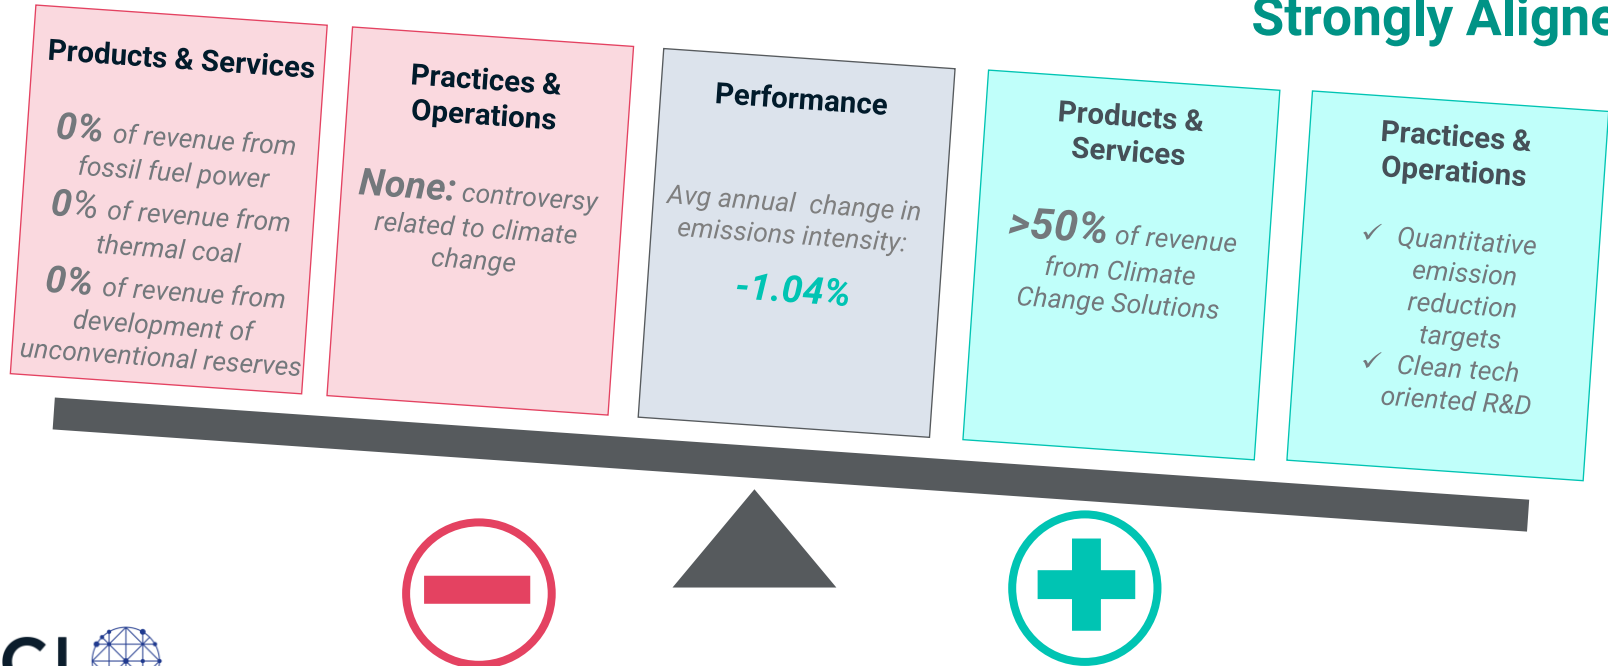 Strongly Aligne
Products & Services
0% of revenue from
fossil fuel power
0% of revenue from
thermal coal
0% of revenue from
development of
unconventional reserves
Practices &
Operations
None: controversy
related to climate
change
Performance
Avg annual change in
emissions intensity:
-1.04%
Products &
Services
>50% of revenue
from Climate
Change Solutions
Practices &
Operations
✓ Quantitative
emission
reduction
targets
✓ Clean tech
oriented R&D
CI